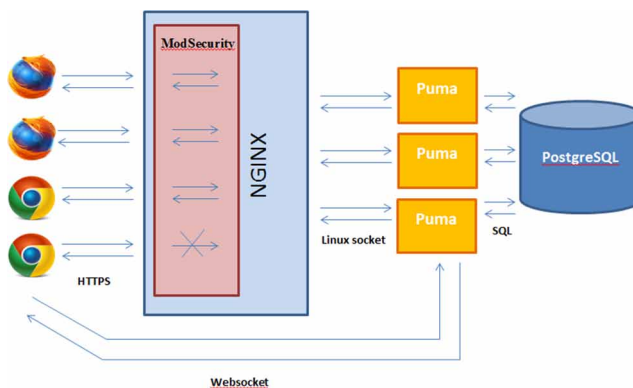 ModSecurity
NGINX
Puma
Puma
Puma
PostgreSQL
HTTPS
Linux socket
SQL
Websocket